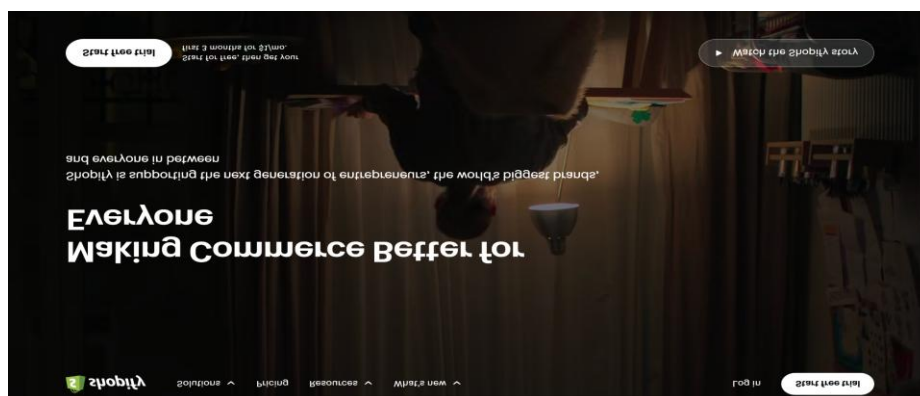 shopify
Solutions
Pricing
Resources
What's new
Log in
Start free trial
Making Commerce Better for
Everyone
Shopify is supporting the next generation of entrepreneurs, the world's biggest brands,
and everyone in between
Start free trial
Start for free, then get your
first 3 months for $1/mo.
Watch the Shopify story